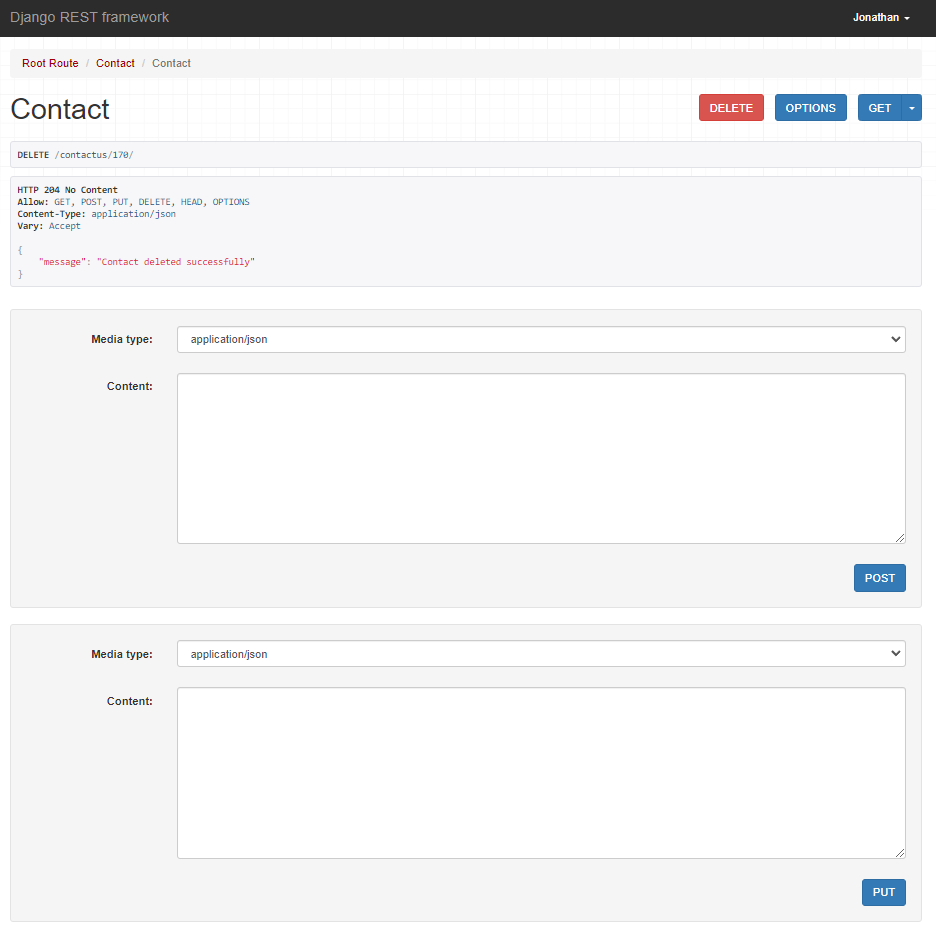 Django REST framework
Jonathan
Root Route / Contact / Contact
Contact
DELETE
OPTIONS
GET
DELETE /contactus/170/
HTTP 204 No Content
Allow: GET, POST, PUT, DELETE, HEAD, OPTIONS
Content-Type: application/json
Vary: Accept
{
"message": "Contact deleted successfully"
}
Media type:
application/json
Content:
POST
Media type:
application/json
Content:
PUT